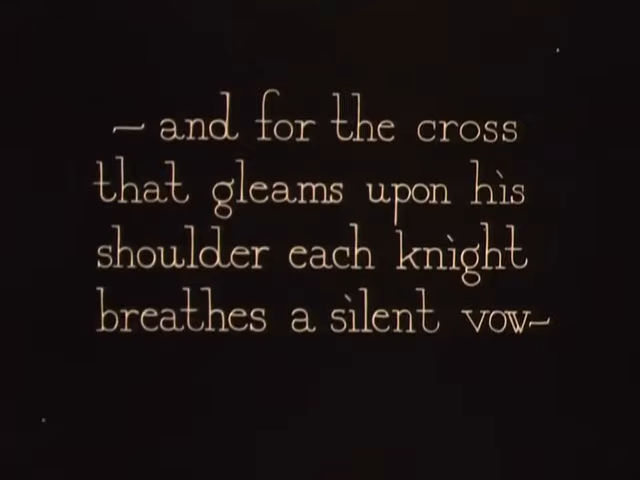 — and for the cross
that gleams upon his
shoulder each knight
breathes a silent vow—